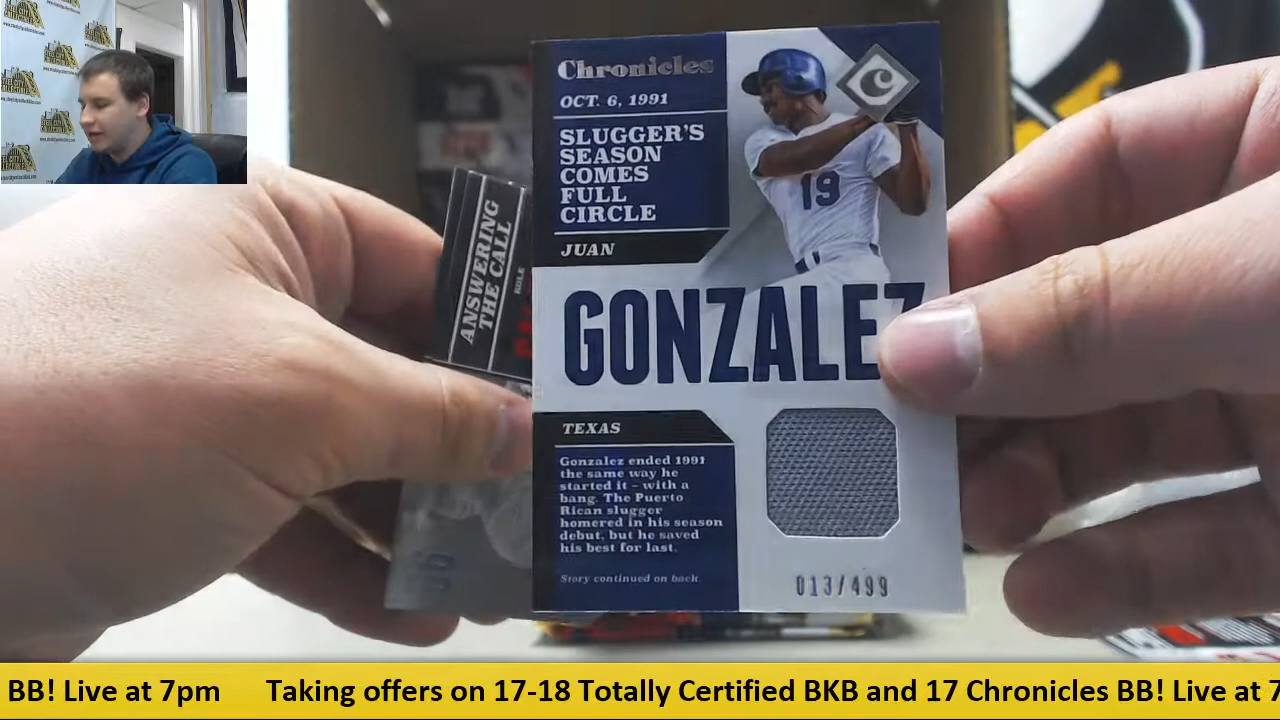 Chronicles
OCT. 6, 1991
SLUGGER'S
SEASON
COMES
FULL
CIRCLE
JUAN
19
GONZALEZ
TEXAS
Gonzalez ended 1991
the same way he
started it – with a
bang. The Puerto
Rican slugger
homered in his season
debut, but he saved
his best for last.
Story continued on back.
013/499
C
ANSWERING
THE CALL
KOLE
BB! Live at 7pm Taking offers on 17-18 Totally Certified BKB and 17 Chronicles BB! Live at 7